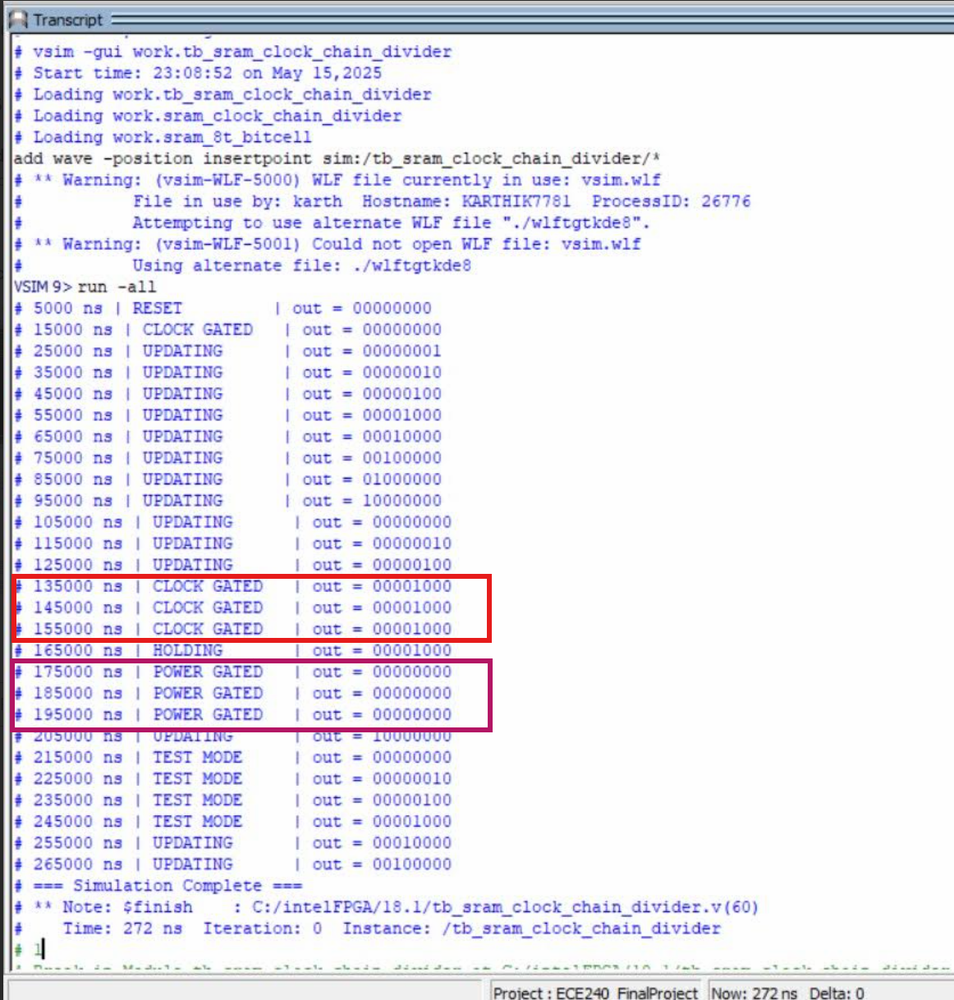 Transcript
# vsim -gui work.tb_sram_clock_chain_divider
# Start time: 23:08:52 on May 15,2025
# Loading work.tb_sram_clock_chain_divider
# Loading work.sram_clock_chain_divider
# Loading work.sram_8t_bitcell
add wave -position insertpoint sim:/tb_sram_clock_chain_divider/*
# ** Warning: (vsim-WLF-5000) WLF file currently in use: vsim.wlf
#          File in use by: karth  Hostname: KARTHIK7781  ProcessID: 26776
#          Attempting to use alternate WLF file "./wlftgtkde8".
# ** Warning: (vsim-WLF-5001) Could not open WLF file: vsim.wlf
#          Using alternate file: ./wlftgtkde8
VSIM 9> run -all
# 5000 ns | RESET         | out = 00000000
# 15000 ns | CLOCK GATED   | out = 00000000
# 25000 ns | UPDATING      | out = 00000001
# 35000 ns | UPDATING      | out = 00000010
# 45000 ns | UPDATING      | out = 00000100
# 55000 ns | UPDATING      | out = 00001000
# 65000 ns | UPDATING      | out = 00010000
# 75000 ns | UPDATING      | out = 00100000
# 85000 ns | UPDATING      | out = 01000000
# 95000 ns | UPDATING      | out = 10000000
# 105000 ns | UPDATING      | out = 00000000
# 115000 ns | UPDATING      | out = 00000010
# 125000 ns | UPDATING      | out = 00000100
# 135000 ns | CLOCK GATED   | out = 00001000
# 145000 ns | CLOCK GATED   | out = 00001000
# 155000 ns | CLOCK GATED   | out = 00001000
# 165000 ns | HOLDING       | out = 00001000
# 175000 ns | POWER GATED   | out = 00000000
# 185000 ns | POWER GATED   | out = 00000000
# 195000 ns | POWER GATED   | out = 00000000
# 205000 ns | UPDATING      | out = 10000000
# 215000 ns | TEST MODE     | out = 00000000
# 225000 ns | TEST MODE     | out = 00000010
# 235000 ns | TEST MODE     | out = 00000100
# 245000 ns | TEST MODE     | out = 00001000
# 255000 ns | UPDATING      | out = 00010000
# 265000 ns | UPDATING      | out = 00100000
# === Simulation Complete ===
# ** Note: $finish    : C:/intelFPGA/18.1/tb_sram_clock_chain_divider.v(60)
#    Time: 272 ns  Iteration: 0  Instance: /tb_sram_clock_chain_divider
# 1
Project : ECE240_FinalProject  Now: 272 ns  Delta: 0